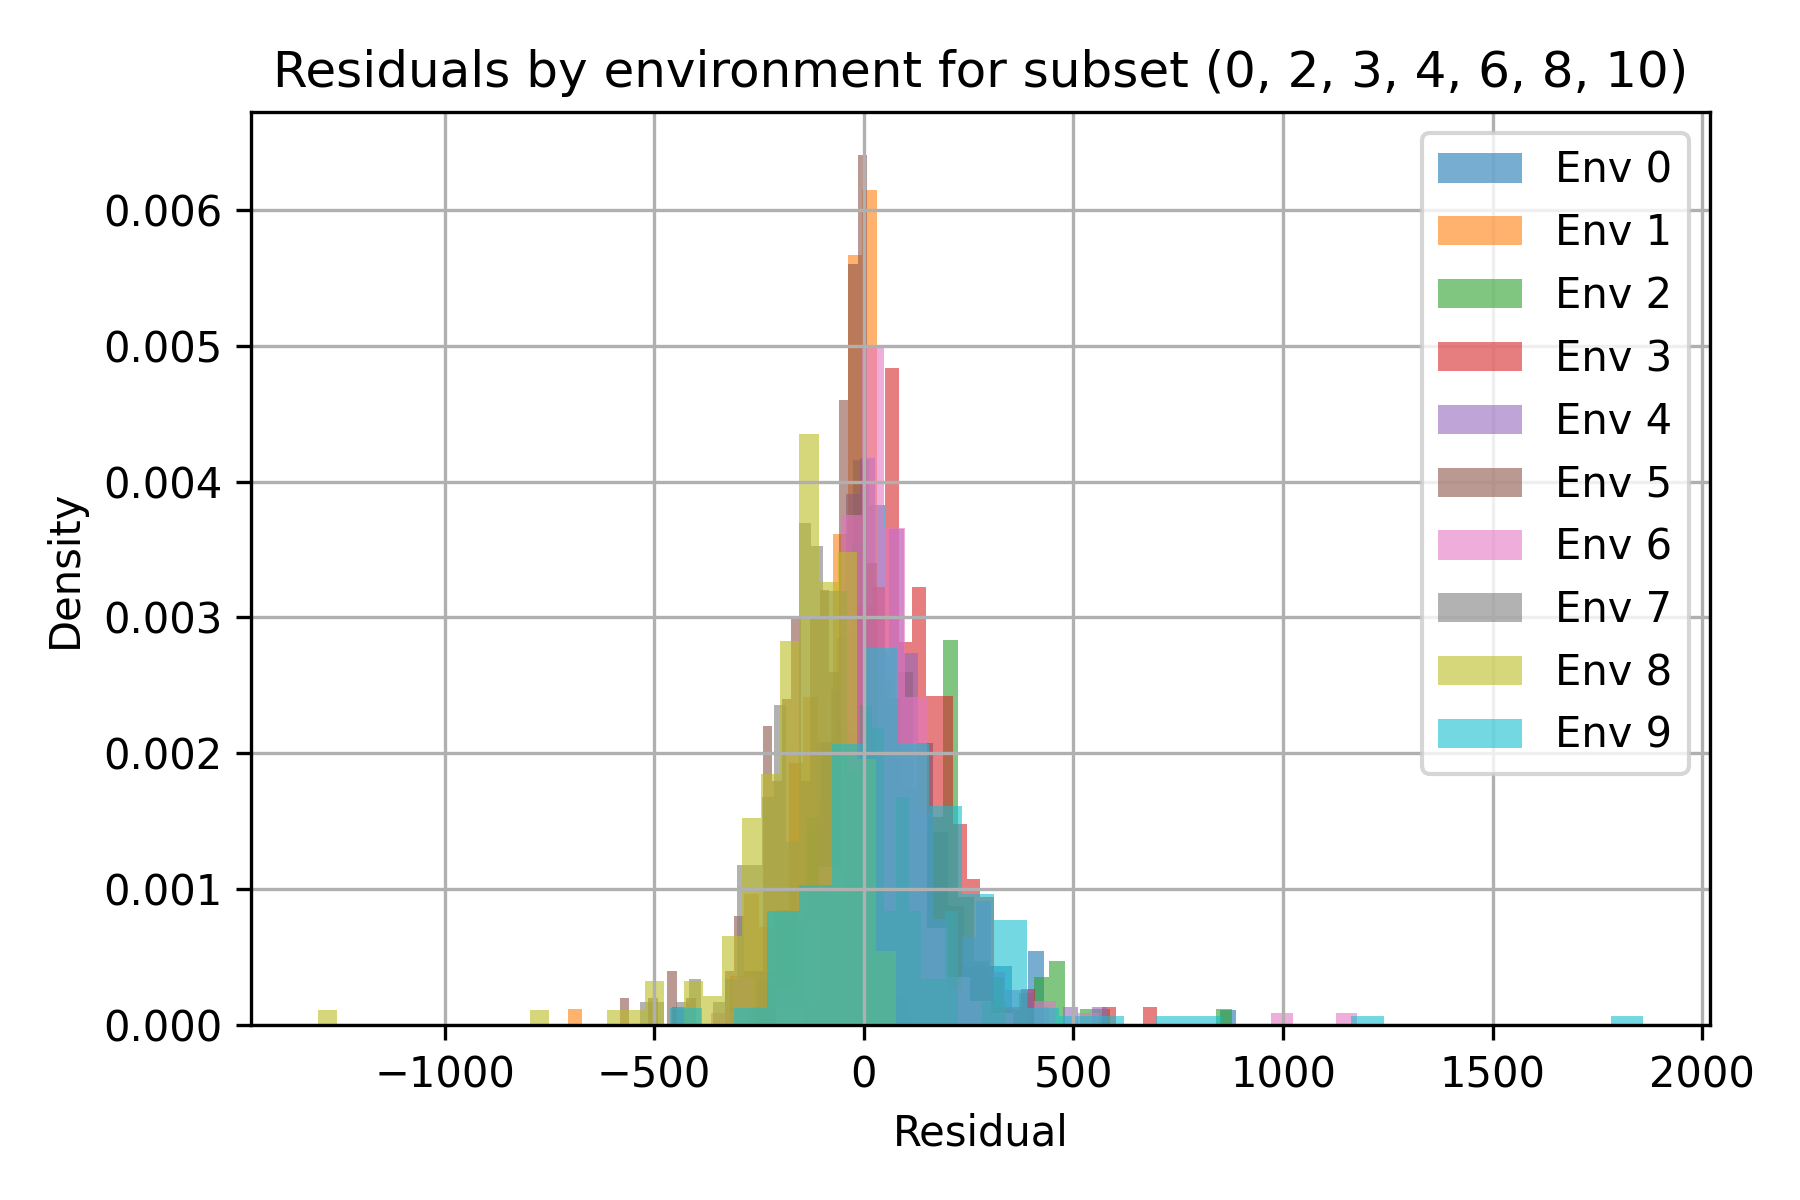 Residuals by environment for subset (0, 2, 3, 4, 6, 8, 10)
Env 0
Env 1
Env 2
Env 3
Env 4
Env 5
Env 6
Env 7
Env 8
Env 9
Density
0.006
0.005
0.004
0.003
0.002
0.001
0.000
−1000 −500 0 500 1000 1500 2000
Residual